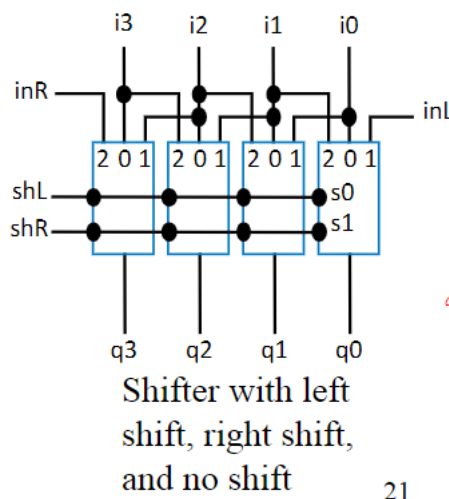 i3 i2 i1 i0
inR
inL
2 0 1 2 0 1 2 0 1 2 0 1
shL s0
shR s1
q3 q2 q1 q0
Shifter with left
shift, right shift,
and no shift
21